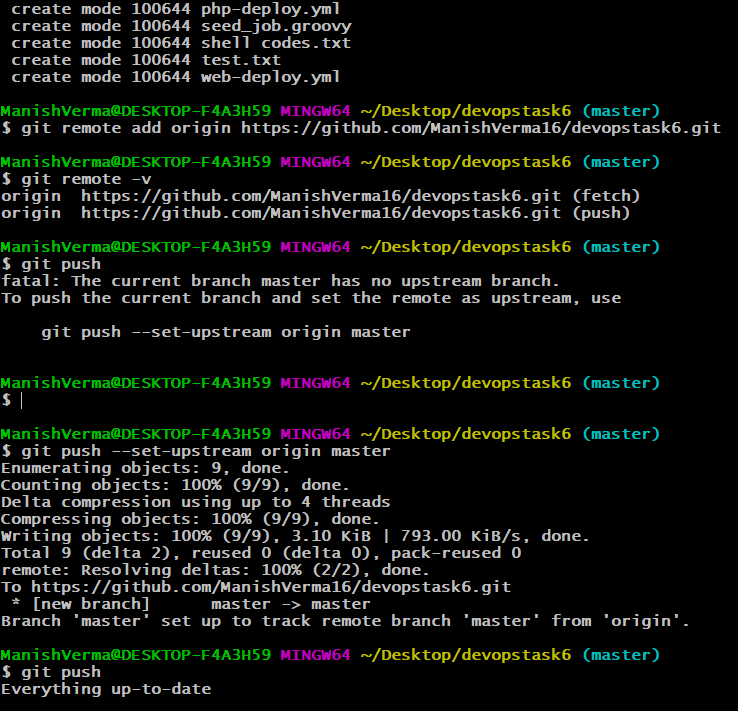 create mode 100644 php-deploy.yml
create mode 100644 seed_job.groovy
create mode 100644 shell codes.txt
create mode 100644 test.txt
create mode 100644 web-deploy.yml
ManishVerma@DESKTOP-F4A3H59 MINGW64 ~/Desktop/devopstask6 (master)
$ git remote add origin https://github.com/ManishVerma16/devopstask6.git
ManishVerma@DESKTOP-F4A3H59 MINGW64 ~/Desktop/devopstask6 (master)
$ git remote -v
origin  https://github.com/ManishVerma16/devopstask6.git (fetch)
origin  https://github.com/ManishVerma16/devopstask6.git (push)
ManishVerma@DESKTOP-F4A3H59 MINGW64 ~/Desktop/devopstask6 (master)
$ git push
fatal: The current branch master has no upstream branch.
To push the current branch and set the remote as upstream, use
    git push --set-upstream origin master
ManishVerma@DESKTOP-F4A3H59 MINGW64 ~/Desktop/devopstask6 (master)
$
ManishVerma@DESKTOP-F4A3H59 MINGW64 ~/Desktop/devopstask6 (master)
$ git push --set-upstream origin master
Enumerating objects: 9, done.
Counting objects: 100% (9/9), done.
Delta compression using up to 4 threads
Compressing objects: 100% (9/9), done.
Writing objects: 100% (9/9), 3.10 KiB | 793.00 KiB/s, done.
Total 9 (delta 2), reused 0 (delta 0), pack-reused 0
remote: Resolving deltas: 100% (2/2), done.
To https://github.com/ManishVerma16/devopstask6.git
 * [new branch]      master -> master
Branch 'master' set up to track remote branch 'master' from 'origin'.
ManishVerma@DESKTOP-F4A3H59 MINGW64 ~/Desktop/devopstask6 (master)
$ git push
Everything up-to-date